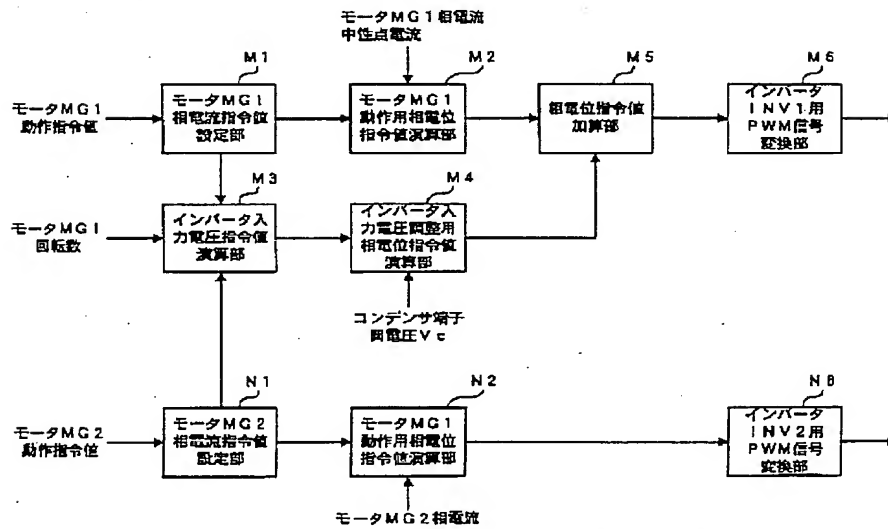 モータMG1相電流
中性点電流
M1
M2
M5
M6
モータMG1
動作指令値
モータMG1
相電流指令値
設定部
モータMG1
動作用相電位
指令値演算部
相電位指令値
加算部
インバータ
INV1用
PWM信号
変換部
M3
M4
モータMG1
回転数
インバータ入
力電圧指令値
演算部
インバータ入
力電圧調整用
相電位指令値
演算部
コンデンサ端子
間電圧Vc
N1
N2
N8
モータMG2
動作指令値
モータMG2
相電流指令値
設定部
モータMG1
動作用相電位
指令値演算部
インバータ
INV2用
PWM信号
変換部
モータMG2相電流